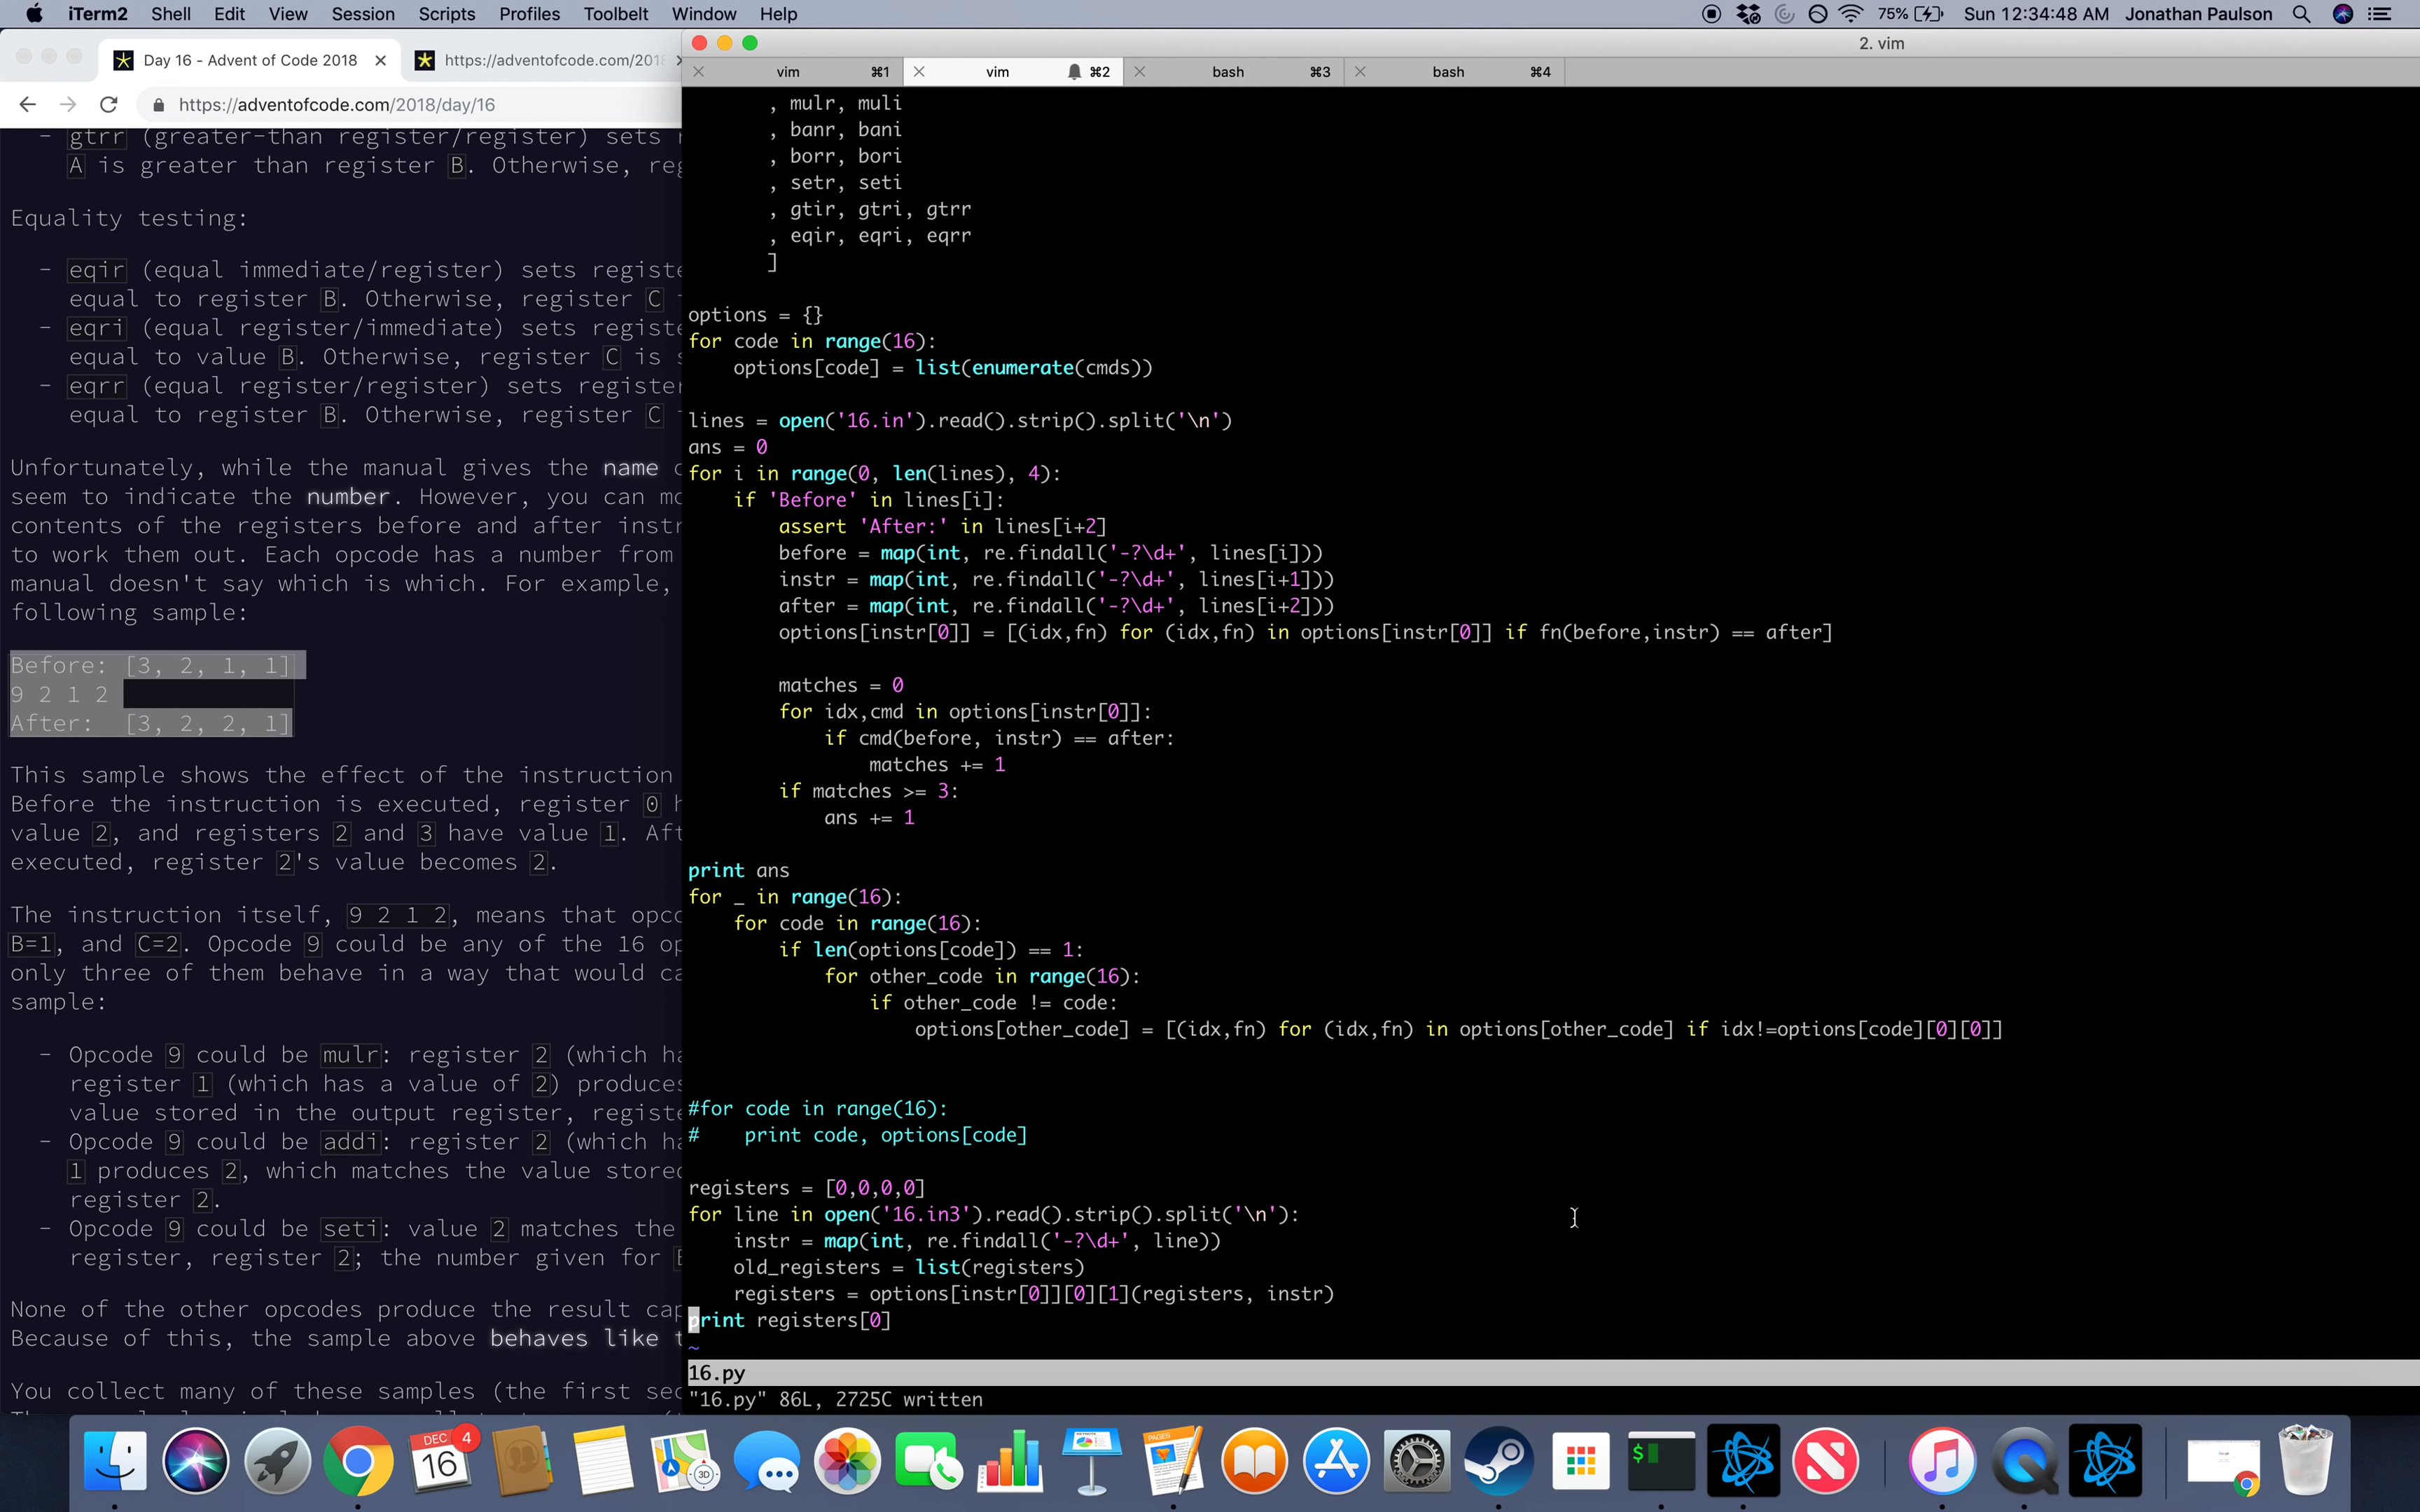 iTerm2 Shell Edit View Session Scripts Profiles Toolbelt Window Help 75% Sun 12:34:48 AM Jonathan Paulson
Day 16 - Advent of Code 2018
https://adventofcode.com/201
https://adventofcode.com/2018/day/16
- gtrr (greater-than register/register) sets
A is greater than register B. Otherwise, reg
Equality testing:
- eqir (equal immediate/register) sets registe
equal to register B. Otherwise, register C
- eqri (equal register/immediate) sets registe
equal to value B. Otherwise, register C is s
- eqrr (equal register/register) sets register
equal to register B. Otherwise, register C
Unfortunately, while the manual gives the name
seem to indicate the number. However, you can mo
contents of the registers before and after instr
to work them out. Each opcode has a number from
manual doesn't say which is which. For example,
following sample:
Before: [3, 2, 1, 1]
9 2 1 2
After:  [3, 2, 2, 1]
This sample shows the effect of the instruction
Before the instruction is executed, register 0 h
value 2, and registers 2 and 3 have value 1. Aft
executed, register 2's value becomes 2.
The instruction itself, 9 2 1 2, means that opco
B=1, and C=2. Opcode 9 could be any of the 16 op
only three of them behave in a way that would ca
sample:
- Opcode 9 could be mulr: register 2 (which ha
register 1 (which has a value of 2) produces
value stored in the output register, registe
- Opcode 9 could be addi: register 2 (which ha
1 produces 2, which matches the value stored
register 2.
- Opcode 9 could be seti: value 2 matches the
register, register 2; the number given for
None of the other opcodes produce the result cap
Because of this, the sample above behaves like t
You collect many of these samples (the first sec
2. vim
vim ⌘1 vim ⌘2 bash ⌘3 bash ⌘4
, mulr, muli
, banr, bani
, borr, bori
, setr, seti
, gtir, gtri, gtrr
, eqir, eqri, eqrr
]
options = {}
for code in range(16):
options[code] = list(enumerate(cmds))
lines = open('16.in').read().strip().split('\n')
ans = 0
for i in range(0, len(lines), 4):
if 'Before' in lines[i]:
assert 'After:' in lines[i+2]
before = map(int, re.findall('-?\d+', lines[i]))
instr = map(int, re.findall('-?\d+', lines[i+1]))
after = map(int, re.findall('-?\d+', lines[i+2]))
options[instr[0]] = [(idx,fn) for (idx,fn) in options[instr[0]] if fn(before,instr) == after]
matches = 0
for idx,cmd in options[instr[0]]:
if cmd(before, instr) == after:
matches += 1
if matches >= 3:
ans += 1
print ans
for _ in range(16):
for code in range(16):
if len(options[code]) == 1:
for other_code in range(16):
if other_code != code:
options[other_code] = [(idx,fn) for (idx,fn) in options[other_code] if idx!=options[code][0][0]]
#for code in range(16):
#    print code, options[code]
registers = [0,0,0,0]
for line in open('16.in3').read().strip().split('\n'):
instr = map(int, re.findall('-?\d+', line))
old_registers = list(registers)
registers = options[instr[0]][0][1](registers, instr)
print registers[0]
~
16.py
"16.py" 86L, 2725C written
DEC 4
16
3D
PAGES
$